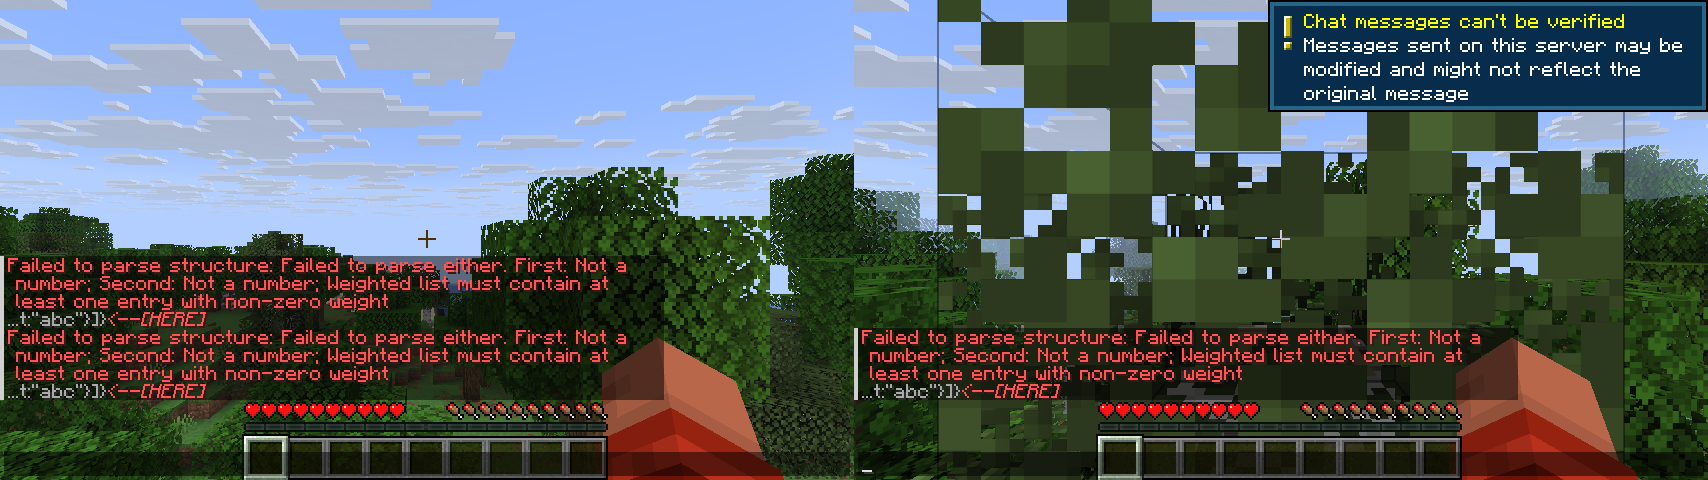 Failed to parse structure: Failed to parse either. First: Not a
number; Second: Not a number; Weighted list must contain at
least one entry with non-zero weight
...t:"abc"}]}<--[HERE]
Failed to parse structure: Failed to parse either. First: Not a
number; Second: Not a number; Weighted list must contain at
least one entry with non-zero weight
...t:"abc"}]}<--[HERE]
Chat messages can't be verified
Messages sent on this server may be
modified and might not reflect the
original message
Failed to parse structure: Failed to parse either. First: Not a
number; Second: Not a number; Weighted list must contain at
least one entry with non-zero weight
...t:"abc"}]}<--[HERE]
_